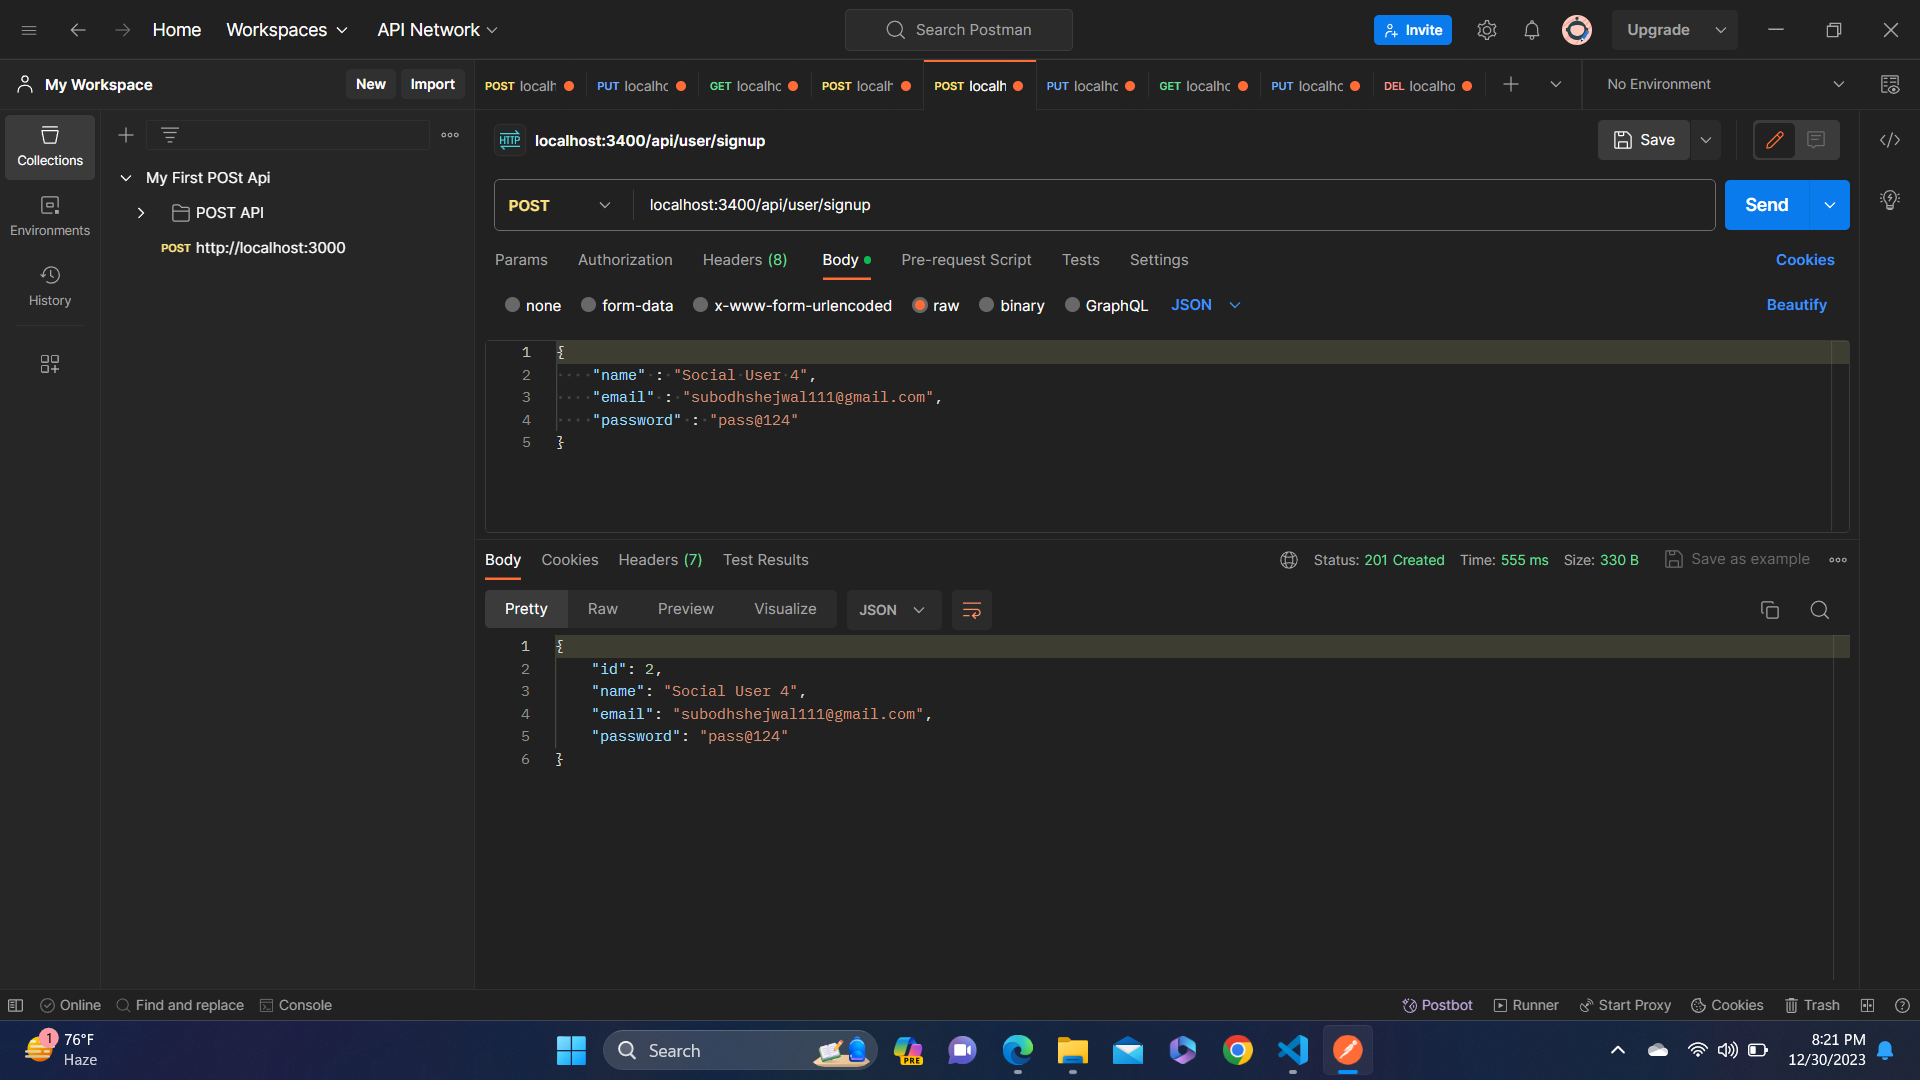 Home Workspaces API Network Search Postman Invite Upgrade
My Workspace New Import POST localh PUT localhc GET localhc POST localh POST localh PUT localhc GET localhc PUT localhc DEL localho No Environment
Collections
Environments
History
My First POSt Api
POST API
POST http://localhost:3000
HTTP localhost:3400/api/user/signup Save
POST localhost:3400/api/user/signup Send
Params Authorization Headers (8) Body Pre-request Script Tests Settings Cookies
none form-data x-www-form-urlencoded raw binary GraphQL JSON Beautify
1 {
2 "name" : "Social User 4",
3 "email" : "subodhshejwal111@gmail.com",
4 "password" : "pass@124"
5 }
Body Cookies Headers (7) Test Results Status: 201 Created Time: 555 ms Size: 330 B Save as example
Pretty Raw Preview Visualize JSON
1 {
2 "id": 2,
3 "name": "Social User 4",
4 "email": "subodhshejwal111@gmail.com",
5 "password": "pass@124"
6 }
Online Find and replace Console Postbot Runner Start Proxy Cookies Trash
1 76°F
Haze
Search
PRE
8:21 PM
12/30/2023